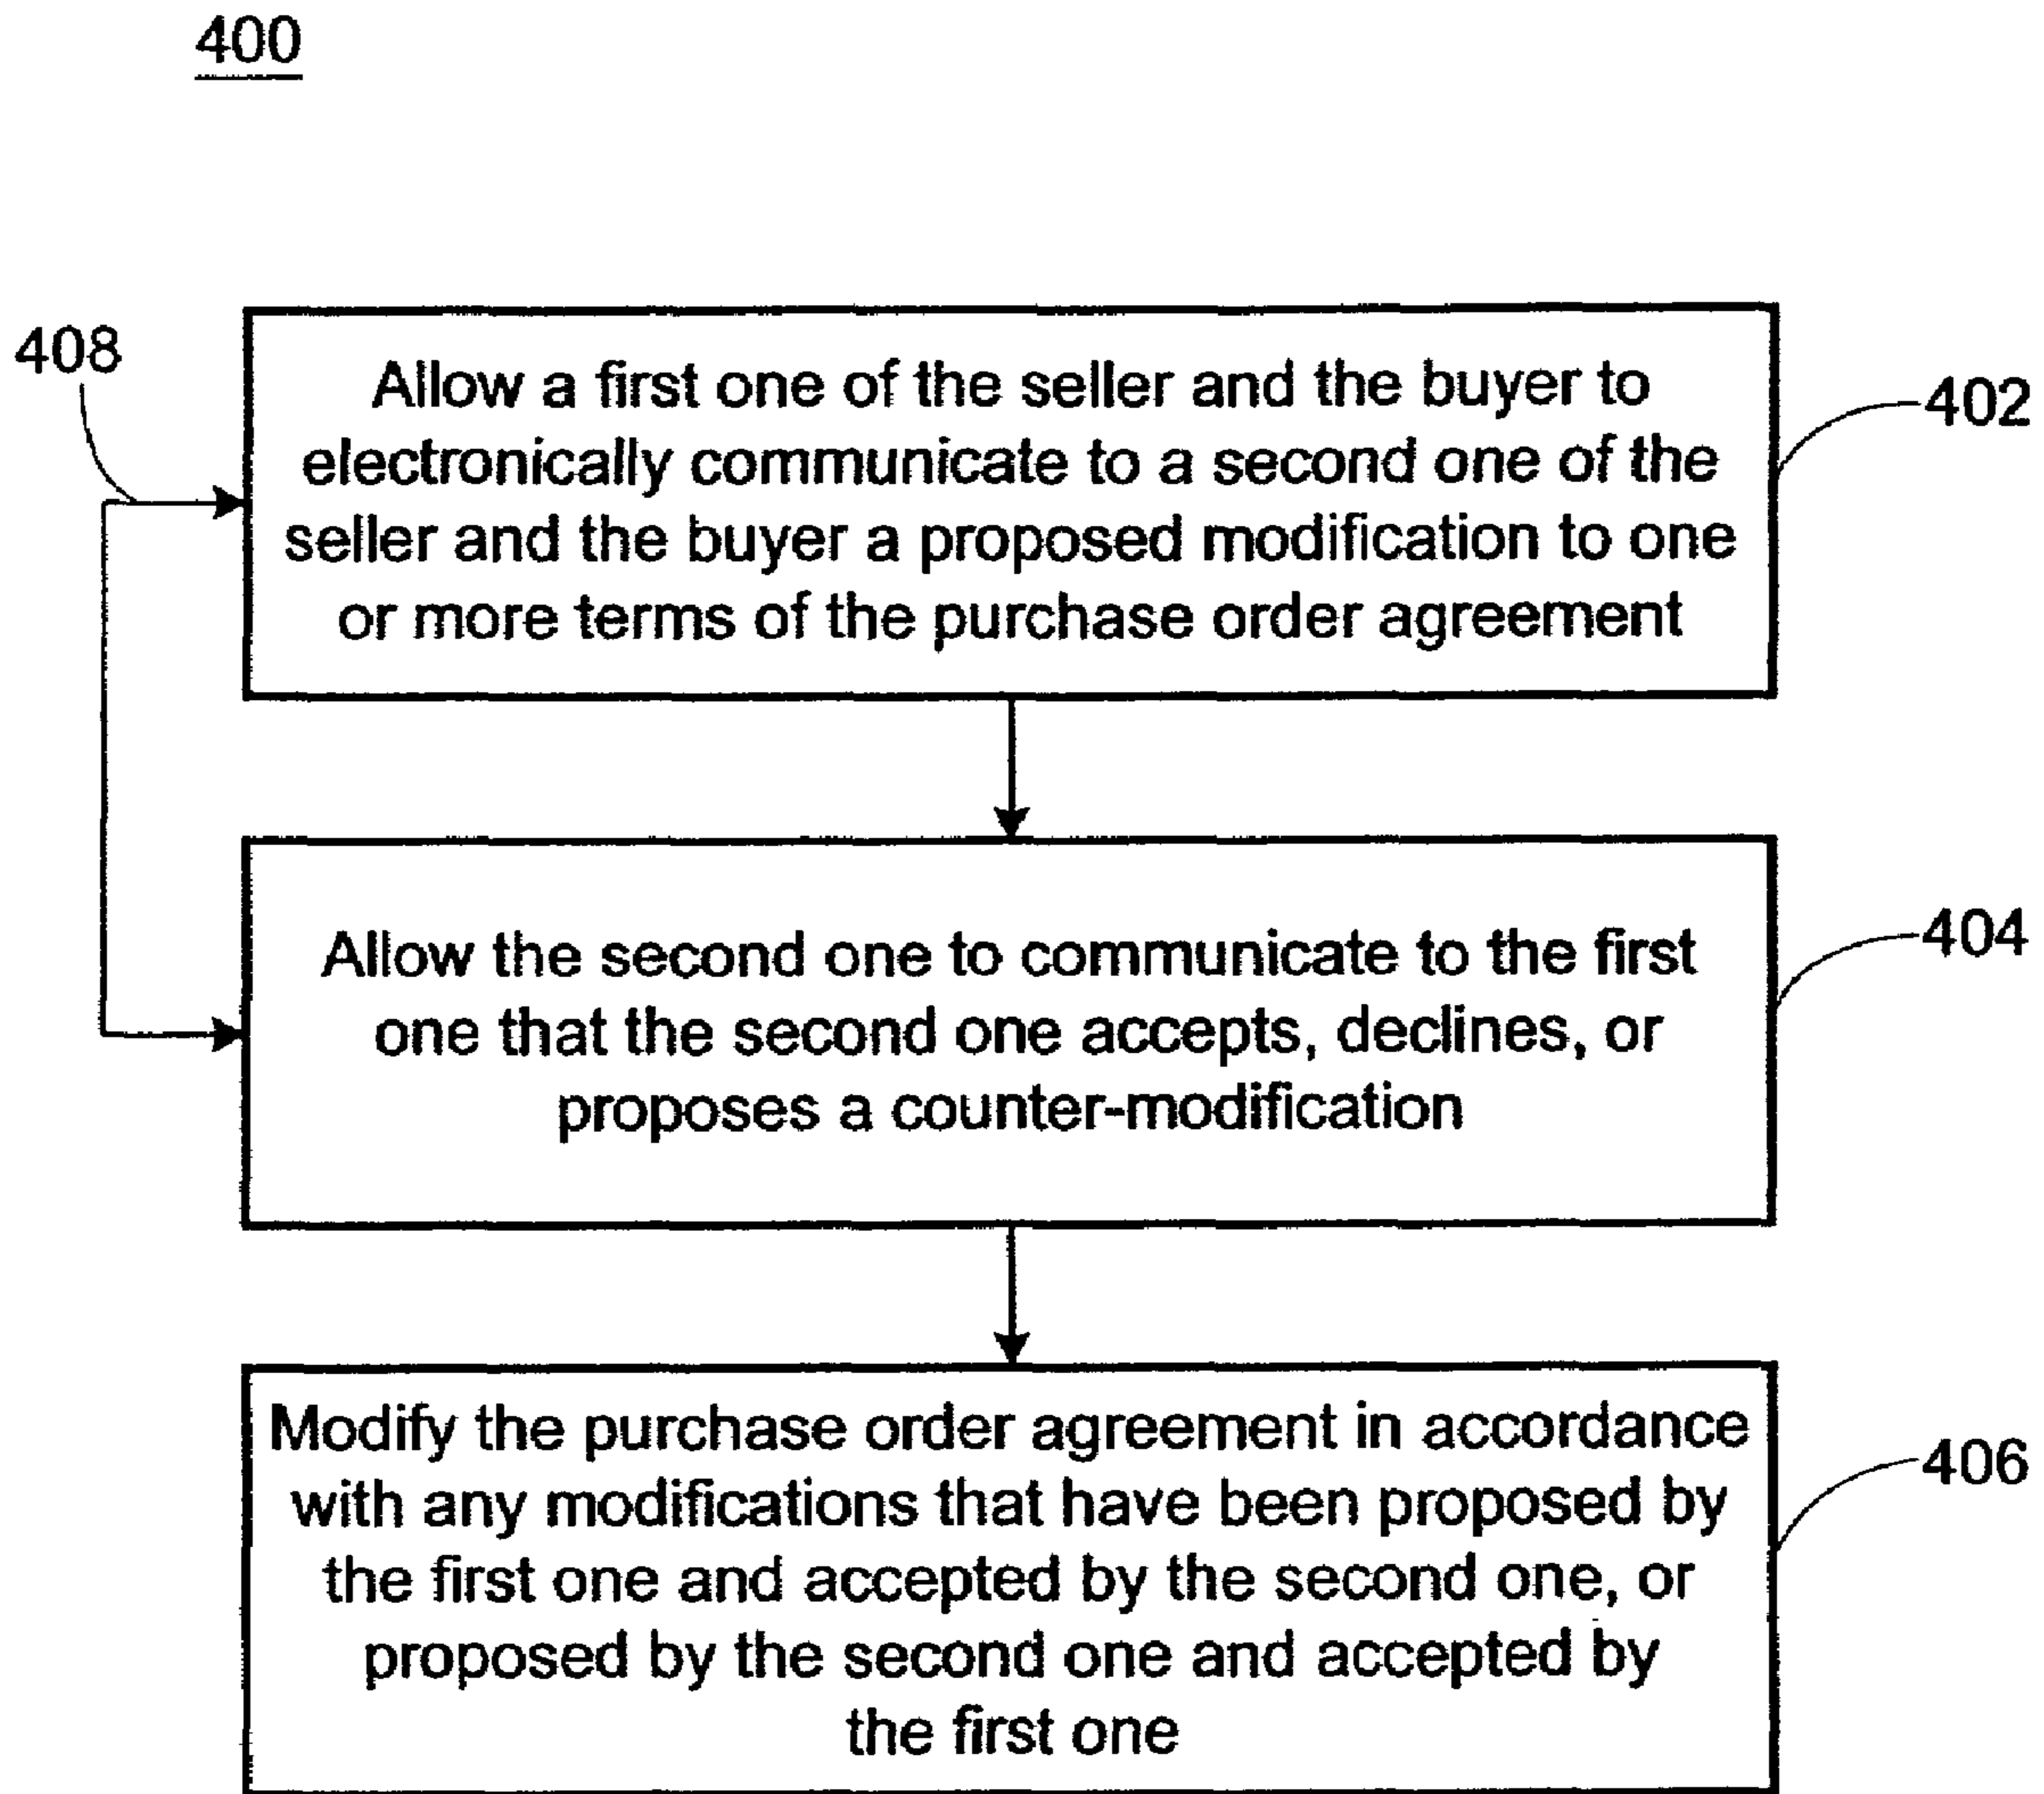 400
408
Allow a first one of the seller and the buyer to
electronically communicate to a second one of the
seller and the buyer a proposed modification to one
or more terms of the purchase order agreement
402
Allow the second one to communicate to the first
one that the second one accepts, declines, or
proposes a counter-modification
404
Modify the purchase order agreement in accordance
with any modifications that have been proposed by
the first one and accepted by the second one, or
proposed by the second one and accepted by
the first one
406